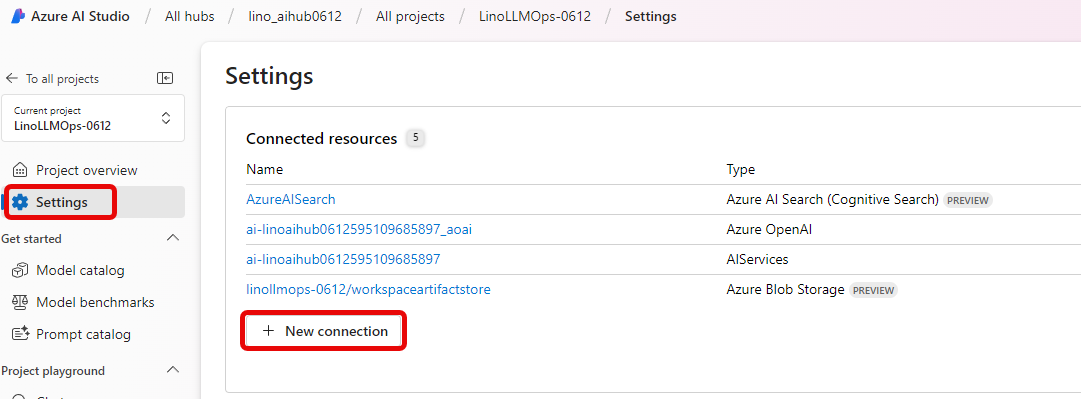 Azure AI Studio / All hubs / lino_aihub0612 / All projects / LinoLLMOps-0612 / Settings
To all projects
Current project
LinoLLMOps-0612
Project overview
Settings
Get started
Model catalog
Model benchmarks
Prompt catalog
Project playground
Settings
Connected resources 5
Name Type
AzureAISearch Azure AI Search (Cognitive Search) PREVIEW
ai-linoaihub0612595109685897_aoai Azure OpenAI
ai-linoaihub0612595109685897 AIServices
linollmops-0612/workspaceartifactstore Azure Blob Storage PREVIEW
+ New connection